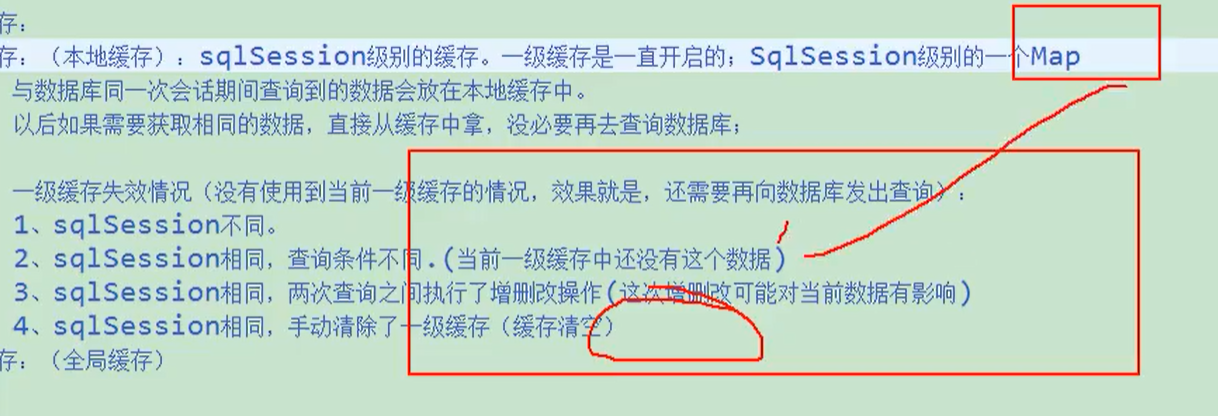 存：
存：（本地缓存）：sqlSession级别的缓存。一级缓存是一直开启的；SqlSession级别的一个Map
与数据库同一次会话期间查询到的数据会放在本地缓存中。
以后如果需要获取相同的数据，直接从缓存中拿，没必要再去查询数据库；
一级缓存失效情况（没有使用到当前一级缓存的情况，效果就是，还需要再向数据库发出查询）：
1、sqlSession不同。
2、sqlSession相同，查询条件不同.(当前一级缓存中还没有这个数据)
3、sqlSession相同，两次查询之间执行了增删改操作(这次增删改可能对当前数据有影响)
4、sqlSession相同，手动清除了一级缓存（缓存清空）
存：（全局缓存）